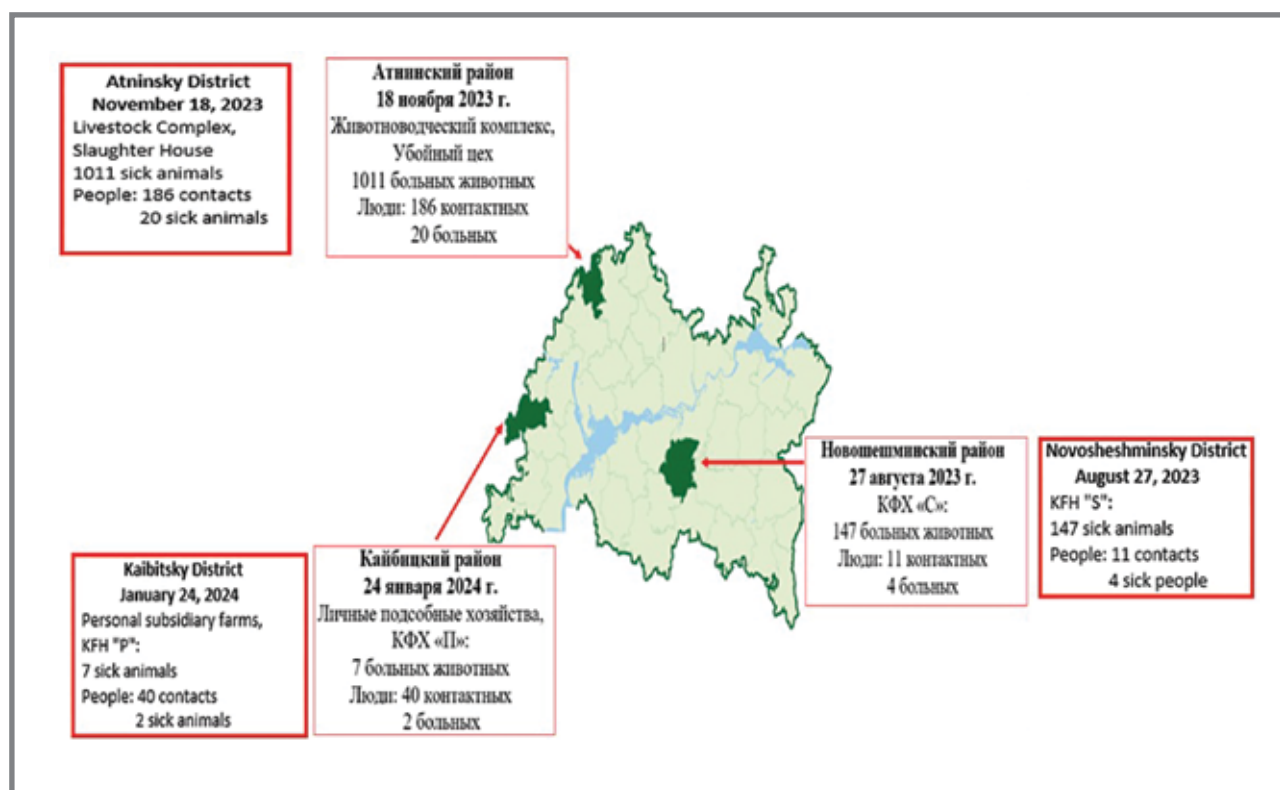 Atninsky District
November 18, 2023
Livestock Complex,
Slaughter House
1011 sick animals
People: 186 contacts
20 sick animals
Атнинский район
18 ноября 2023 г.
Животноводческий комплекс,
Убойный цех
1011 больных животных
Люди: 186 контактных
20 больных
Новошешминский район
27 августа 2023 г.
КФХ «С»:
147 больных животных
Люди: 11 контактных
4 больных
Novosheshminsky District
August 27, 2023
KFH "S":
147 sick animals
People: 11 contacts
4 sick people
Kaibitsky District
January 24, 2024
Personal subsidiary farms,
KFH "P":
7 sick animals
People: 40 contacts
2 sick animals
Кайбицкий район
24 января 2024 г.
Личные подсобные хозяйства,
КФХ «П»:
7 больных животных
Люди: 40 контактных
2 больных